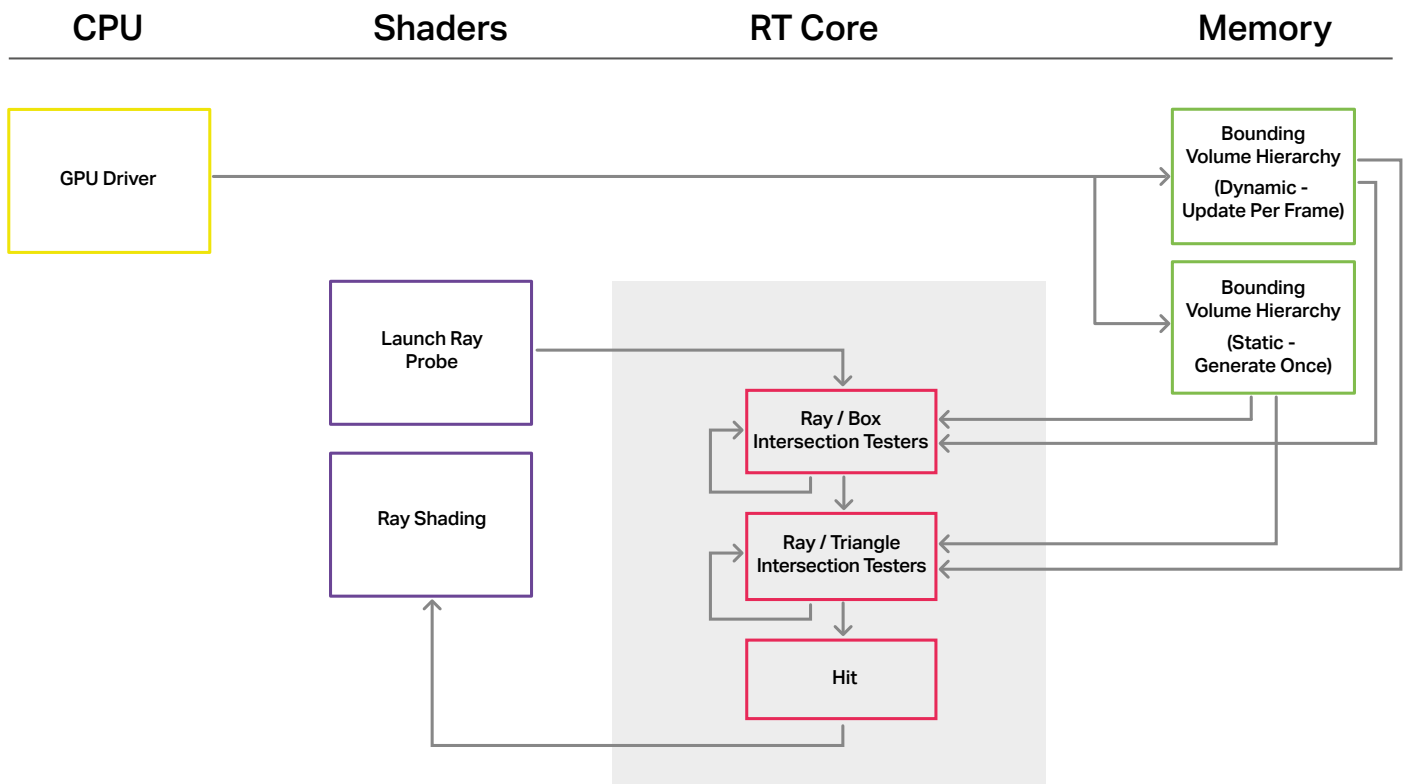 CPU
Shaders
RT Core
Memory
GPU Driver
Bounding
Volume Hierarchy
(Dynamic -
Update Per Frame)
Bounding
Volume Hierarchy
(Static -
Generate Once)
Launch Ray
Probe
Ray / Box
Intersection Testers
Ray Shading
Ray / Triangle
Intersection Testers
Hit